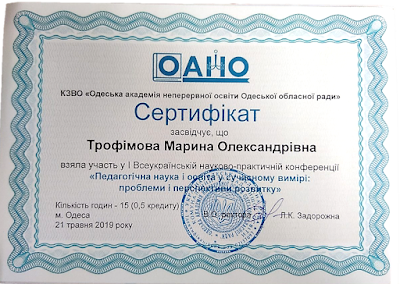 ОАНО
КЗВО «Одеська академія неперервної освіти Одеської обласної ради»
Сертифікат
засвідчує, що
Трофімова Марина Олександрівна
взяла участь у І Всеукраїнській науково-практичній конференції
«Педагогічна наука і освіта у сучасному вимірі:
проблеми і перспективи розвитку»
Кількість годин - 15 (0,5 кредиту)
м. Одеса
В.О. ректора Л.К. Задорожна
21 травня 2019 року